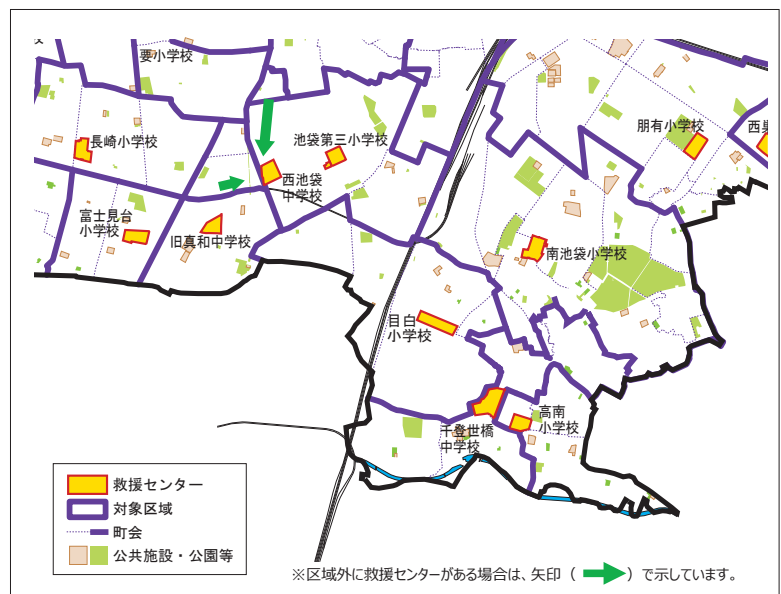 要小学校
長崎小学校
池袋第三小学校
朋有小学校
西池袋
中学校
富士見台
小学校
旧真和中学校
南池袋小学校
目白
小学校
千登世橋
中学校
高南
小学校
救援センター
対象区域
町会
公共施設・公園等
※区域外に救援センターがある場合は、矢印（ ）で示しています。